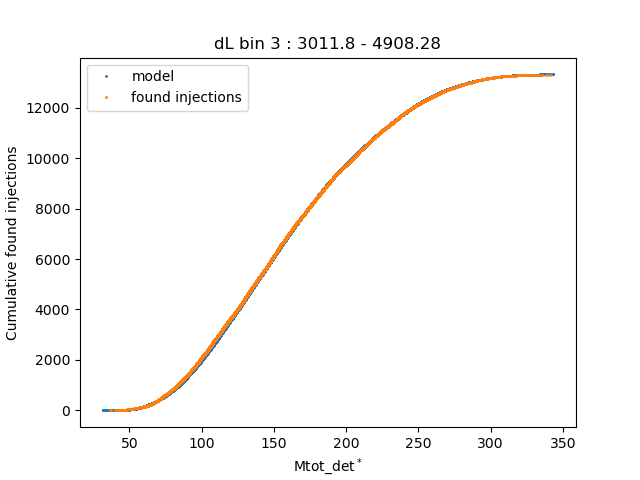 dL bin 3 : 3011.8 - 4908.28
model
found injections
Cumulative found injections
12000
10000
8000
6000
4000
2000
0
50 100 150 200 250 300 350
Mtot_det*